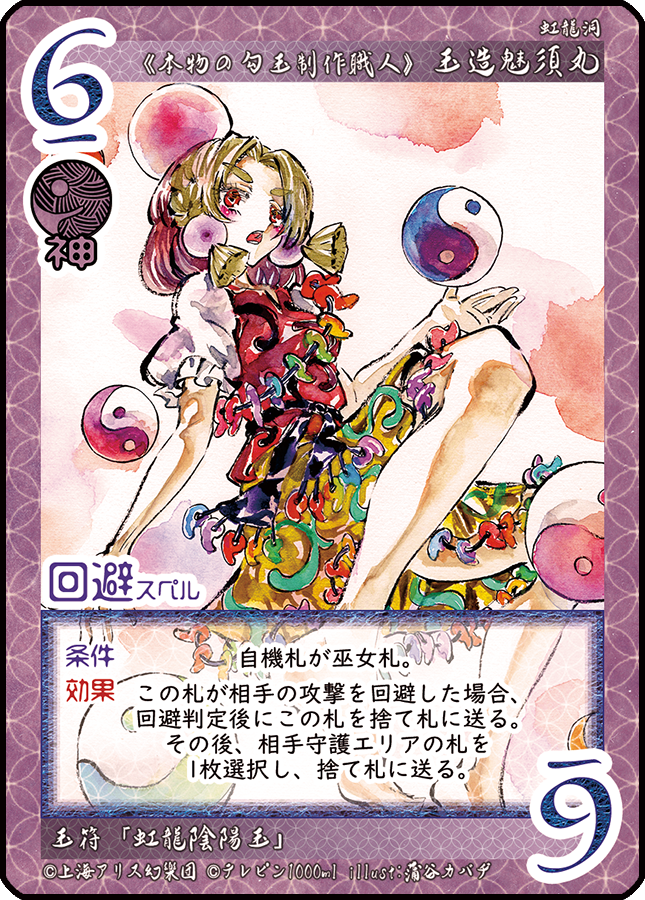 6
虹龍洞
《本物の勾玉制作職人》 玉造魅須丸
神
回避スペル
条件 自機札が巫女札。
効果 この札が相手の攻撃を回避した場合、
回避判定後にこの札を捨て札に送る。
その後、相手守護エリアの札を
1枚選択し、捨て札に送る。
玉符「虹龍陰陽玉」
©上海アリス幻樂団 ©テレピン1000ml illust:蒲谷カバヂ
6